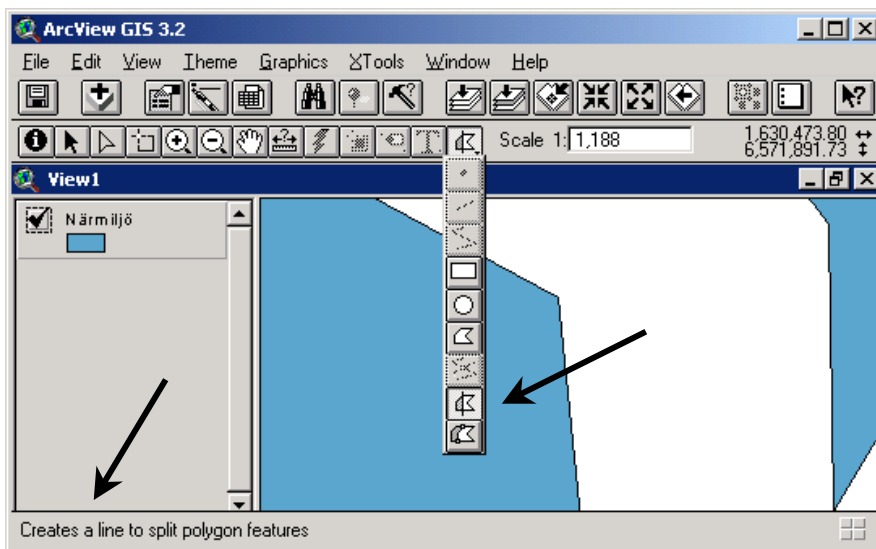 ArcView GIS 3.2
File Edit View Theme Graphics XTools Window Help
Scale 1: 1,188
1,630,473.80
6,571,891.73
View1
Närmiljö
Creates a line to split polygon features